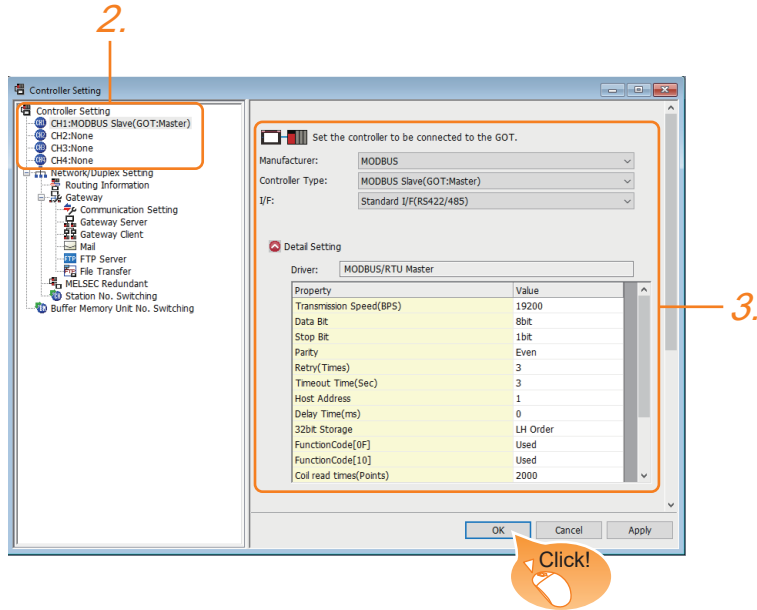 2.
Controller Setting
Controller Setting
CH1:MODBUS Slave(GOT:Master)
CH2:None
CH3:None
CH4:None
Network/Duplex Setting
Routing Information
Gateway
Communication Setting
Gateway Server
Gateway Client
Mail
FTP FTP Server
File Transfer
MELSEC Redundant
Station No. Switching
Buffer Memory Unit No. Switching
Set the controller to be connected to the GOT.
Manufacturer: MODBUS
Controller Type: MODBUS Slave(GOT:Master)
I/F: Standard I/F(RS422/485)
Detail Setting
Driver: MODBUS/RTU Master
Property Value
Transmission Speed(BPS) 19200
Data Bit 8bit
Stop Bit 1bit
Parity Even
Retry(Times) 3
Timeout Time(Sec) 3
Host Address 1
Delay Time(ms) 0
32bit Storage LH Order
FunctionCode[0F] Used
FunctionCode[10] Used
Coil read times(Points) 2000
3.
OK Cancel Apply
Click!